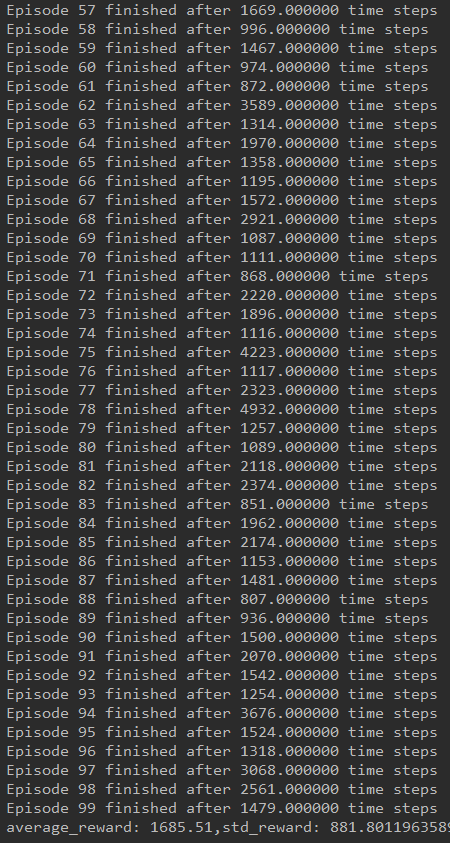 Episode 57 finished after 1669.000000 time steps
Episode 58 finished after 996.000000 time steps
Episode 59 finished after 1467.000000 time steps
Episode 60 finished after 974.000000 time steps
Episode 61 finished after 872.000000 time steps
Episode 62 finished after 3589.000000 time steps
Episode 63 finished after 1314.000000 time steps
Episode 64 finished after 1970.000000 time steps
Episode 65 finished after 1358.000000 time steps
Episode 66 finished after 1195.000000 time steps
Episode 67 finished after 1572.000000 time steps
Episode 68 finished after 2921.000000 time steps
Episode 69 finished after 1087.000000 time steps
Episode 70 finished after 1111.000000 time steps
Episode 71 finished after 868.000000 time steps
Episode 72 finished after 2220.000000 time steps
Episode 73 finished after 1896.000000 time steps
Episode 74 finished after 1116.000000 time steps
Episode 75 finished after 4223.000000 time steps
Episode 76 finished after 1117.000000 time steps
Episode 77 finished after 2323.000000 time steps
Episode 78 finished after 4932.000000 time steps
Episode 79 finished after 1257.000000 time steps
Episode 80 finished after 1089.000000 time steps
Episode 81 finished after 2118.000000 time steps
Episode 82 finished after 2374.000000 time steps
Episode 83 finished after 851.000000 time steps
Episode 84 finished after 1962.000000 time steps
Episode 85 finished after 2174.000000 time steps
Episode 86 finished after 1153.000000 time steps
Episode 87 finished after 1481.000000 time steps
Episode 88 finished after 807.000000 time steps
Episode 89 finished after 936.000000 time steps
Episode 90 finished after 1500.000000 time steps
Episode 91 finished after 2070.000000 time steps
Episode 92 finished after 1542.000000 time steps
Episode 93 finished after 1254.000000 time steps
Episode 94 finished after 3676.000000 time steps
Episode 95 finished after 1524.000000 time steps
Episode 96 finished after 1318.000000 time steps
Episode 97 finished after 3068.000000 time steps
Episode 98 finished after 2561.000000 time steps
Episode 99 finished after 1479.000000 time steps
average_reward: 1685.51,std_reward: 881.8011963589